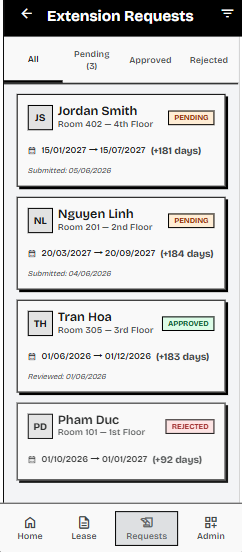 Extension Requests
All
Pending
(3)
Approved
Rejected
JS
Jordan Smith
Room 402 — 4th Floor
PENDING
15/01/2027 → 15/07/2027 (+181 days)
Submitted: 05/06/2026
NL
Nguyen Linh
Room 201 — 2nd Floor
PENDING
20/03/2027 → 20/09/2027 (+184 days)
Submitted: 04/06/2026
TH
Tran Hoa
Room 305 — 3rd Floor
APPROVED
01/06/2026 → 01/12/2026 (+183 days)
Reviewed: 01/06/2026
PD
Pham Duc
Room 101 — 1st Floor
REJECTED
01/10/2026 → 01/01/2027 (+92 days)
Home
Lease
Requests
Admin